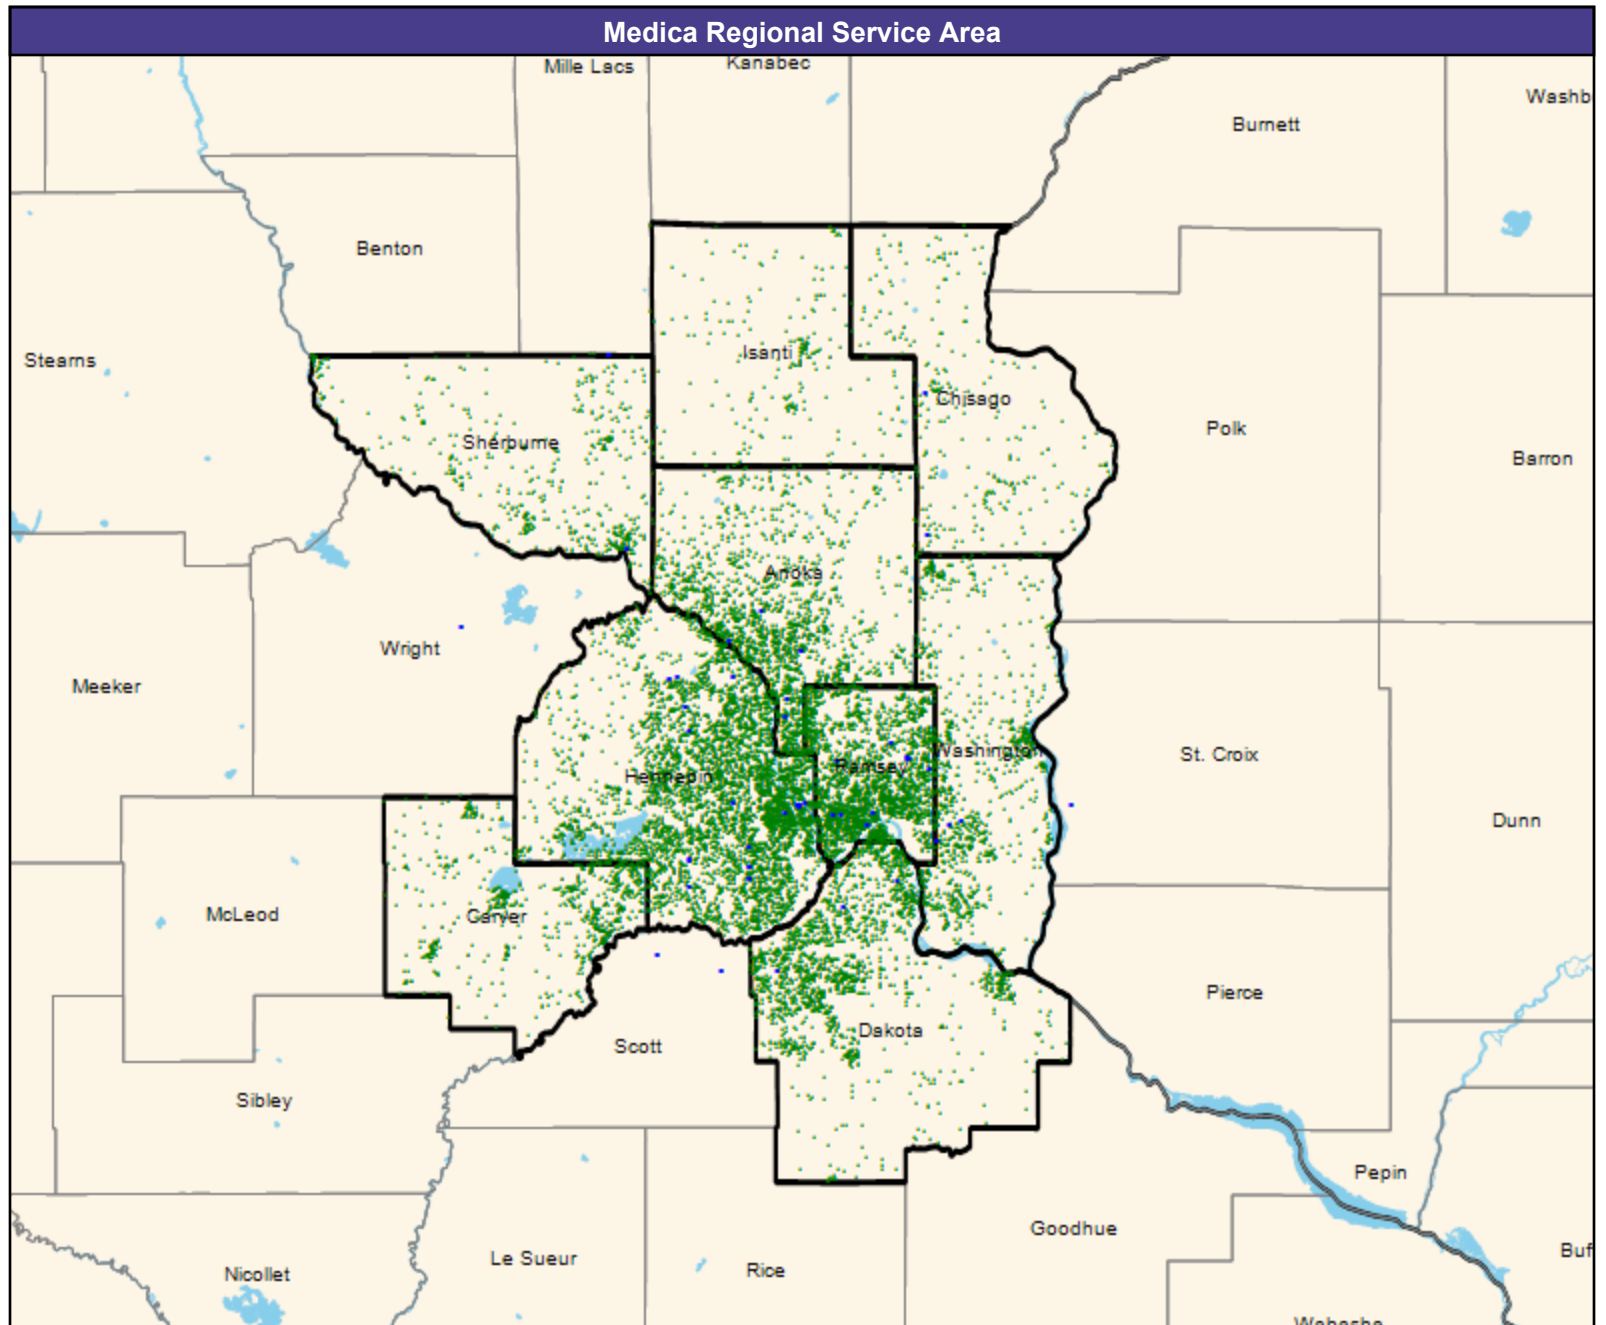 Medica Regional Service Area
Mille Lacs
Kanabec
Washb
Burnett
Benton
Stearns
Isanti
Chisago
Polk
Sherburne
Barron
Anoka
Wright
Meeker
Hennepin
Ramsey
Washington
St. Croix
Dunn
McLeod
Carver
Pierce
Dakota
Scott
Sibley
Pepin
Goodhue
Buf
Le Sueur
Rice
Nicollet